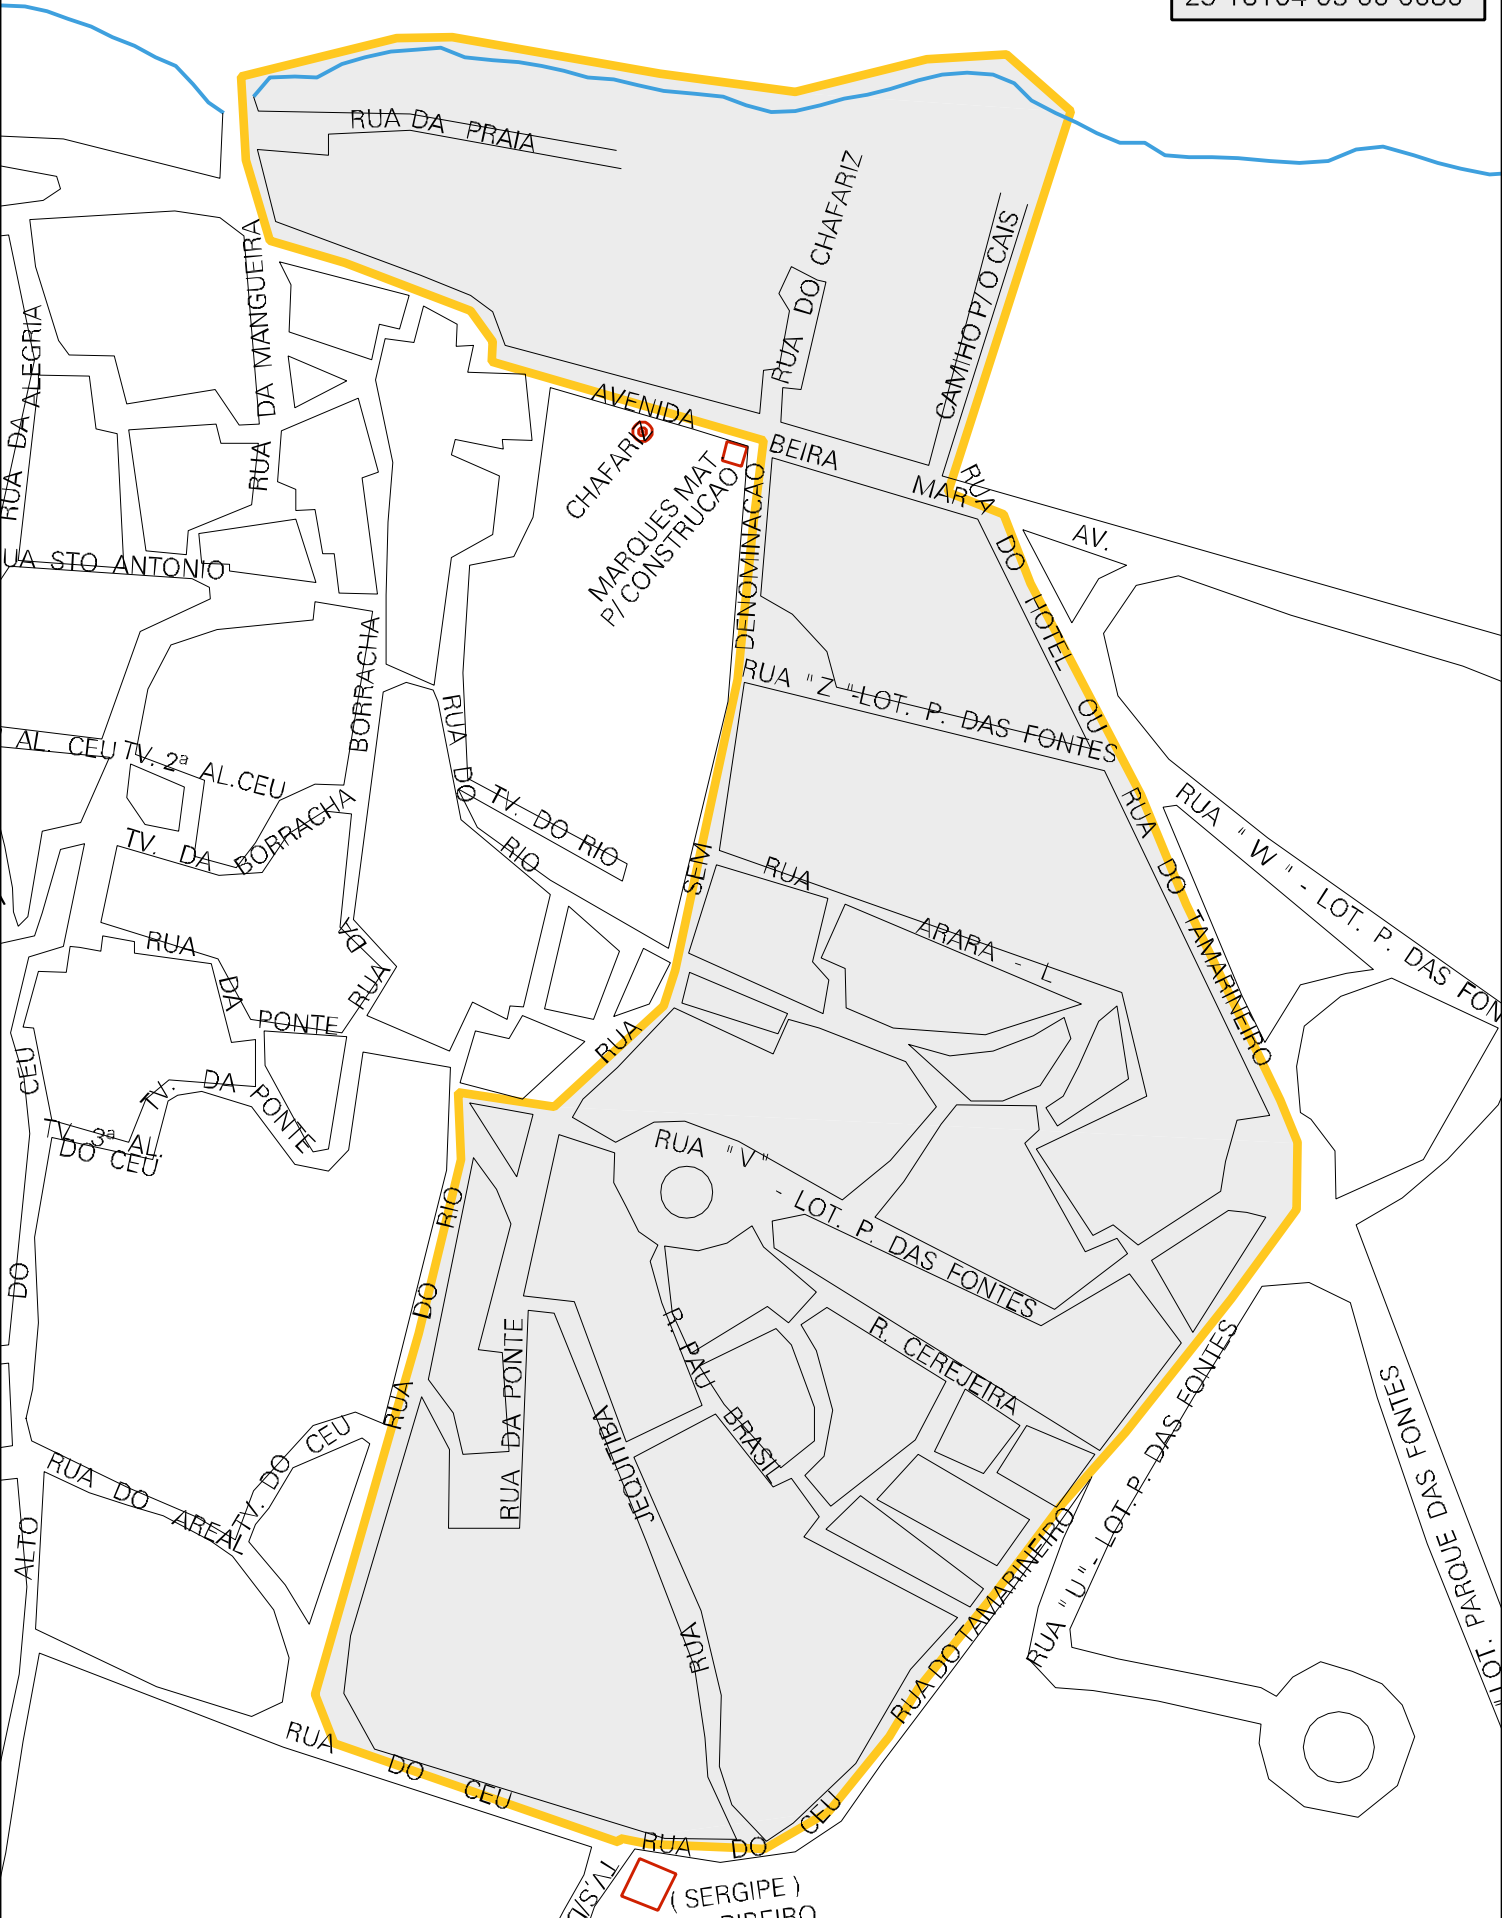 RUA DA PRAIA
RUA DO CHAFARIZ
CAMIHO P/ O CAIS
RUA DA MANGUEIRA
RUA DA ALEGRIA
AVENIDA
BEIRA
MAR
CHAFARIZ
MARQUES MAT
P/ CONSTRUCAO
RUA DO HOTEL OU
AV.
RUA SEM DENOMINACAO
UA STO ANTONIO
BORRACHA
RUA "Z"-LOT. P. DAS FONTES
RUA DO
RIO
TV. DO RIO
AL. CEU
TV. 2ª AL.CEU
TV. DA BORRACHA
RUA DO TAMARINEIRO
RUA "W" - LOT. P. DAS FON
RUA ARARA - L
RUA DA
RUA DA PONTE
TV. DA PONTE
DO CEU
TV. 3ª AL.
DO CEU
RUA "V" - LOT. P. DAS FONTES
RUA DO RIO
R. PAU BRASIL
R. CEREJEIRA
RUA DA PONTE
RUA JEQUITIBA
TV. DO CEU
RUA DO AREAL
ALTO
RUA "U" - LOT. P. DAS FONTES
LOT. PARQUE DAS FONTES
RUA DO TAMARINEIRO
RUA DO CEU
RUA DO CEU
TV.S/D
( SERGIPE )